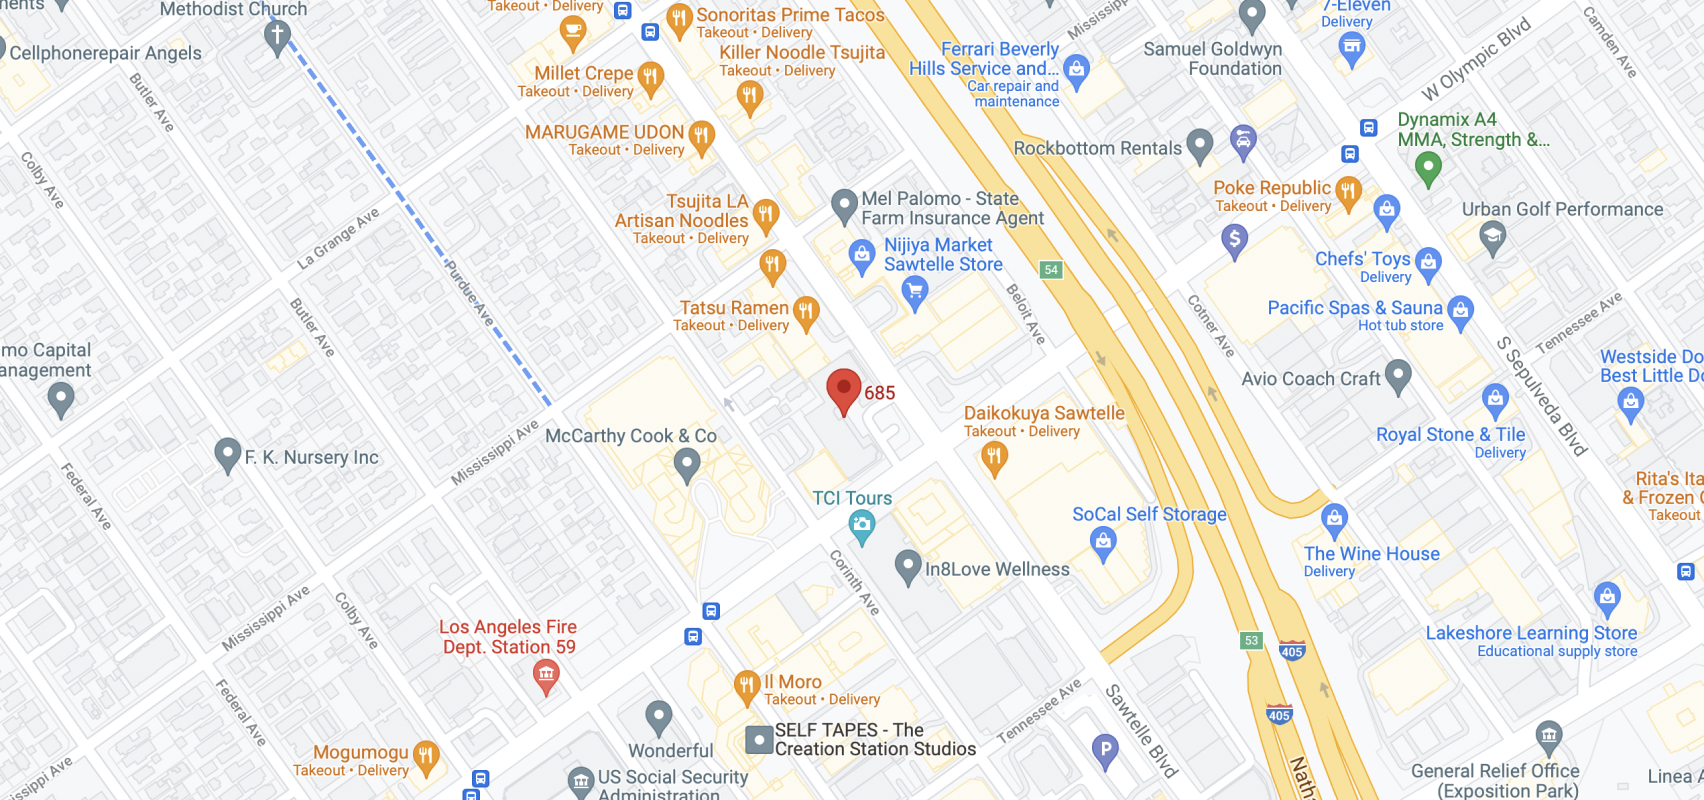 nents
Methodist Church
Cellphonerepair Angels
Takeout • Delivery
Sonoritas Prime Tacos
Takeout • Delivery
Killer Noodle Tsujita
Takeout • Delivery
Millet Crepe
Takeout • Delivery
MARUGAME UDON
Takeout • Delivery
Ferrari Beverly
Hills Service and...
Car repair and
maintenance
Mississippi
7-Eleven
Delivery
Samuel Goldwyn
Foundation
W Olympic Blvd
Camden Ave
Dynamix A4
MMA, Strength &...
Rockbottom Rentals
Butler Ave
Colby Ave
La Grange Ave
Purdue Ave
Butler Ave
Tsujita LA
Artisan Noodles
Takeout • Delivery
Mel Palomo - State
Farm Insurance Agent
Nijiya Market
Sawtelle Store
Tatsu Ramen
Takeout • Delivery
Poke Republic
Takeout • Delivery
Urban Golf Performance
$
Chefs' Toys
Delivery
54
Beloit Ave
Cotner Ave
Pacific Spas & Sauna
Hot tub store
Tennessee Ave
S Sepulveda Blvd
Westside Do
Best Little Do
mo Capital
anagement
685
Avio Coach Craft
Daikokuya Sawtelle
Takeout • Delivery
Royal Stone & Tile
Delivery
McCarthy Cook & Co
Mississippi Ave
F. K. Nursery Inc
Federal Ave
TCI Tours
SoCal Self Storage
Rita's Ita
& Frozen C
Takeout
The Wine House
Delivery
In8Love Wellness
Corinth Ave
Mississippi Ave
Colby Ave
Los Angeles Fire
Dept. Station 59
53
405
Lakeshore Learning Store
Educational supply store
Federal Ave
Il Moro
Takeout • Delivery
Tennessee Ave
Sawtelle Blvd
405
SELF TAPES - The
Creation Station Studios
Wonderful
P
Mogumogu
Takeout • Delivery
US Social Security
Administration
ssippi Ave
Natha
General Relief Office
(Exposition Park)
Linea A